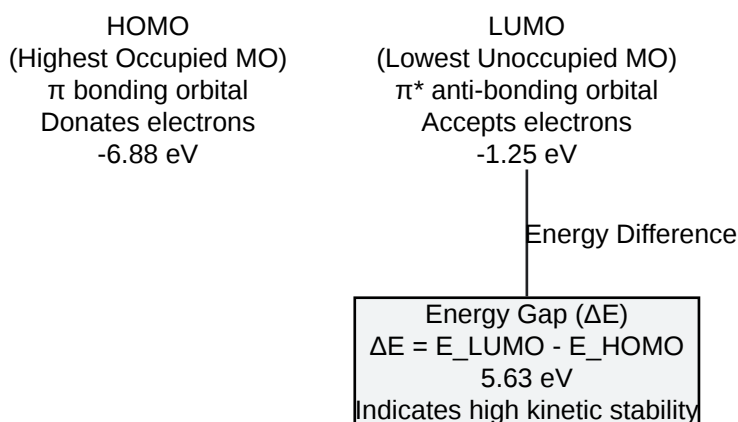 HOMO
(Highest Occupied MO)
π bonding orbital
Donates electrons
-6.88 eV
LUMO
(Lowest Unoccupied MO)
π* anti-bonding orbital
Accepts electrons
-1.25 eV
Energy Difference
Energy Gap (ΔE)
ΔE = E_LUMO - E_HOMO
5.63 eV
Indicates high kinetic stability